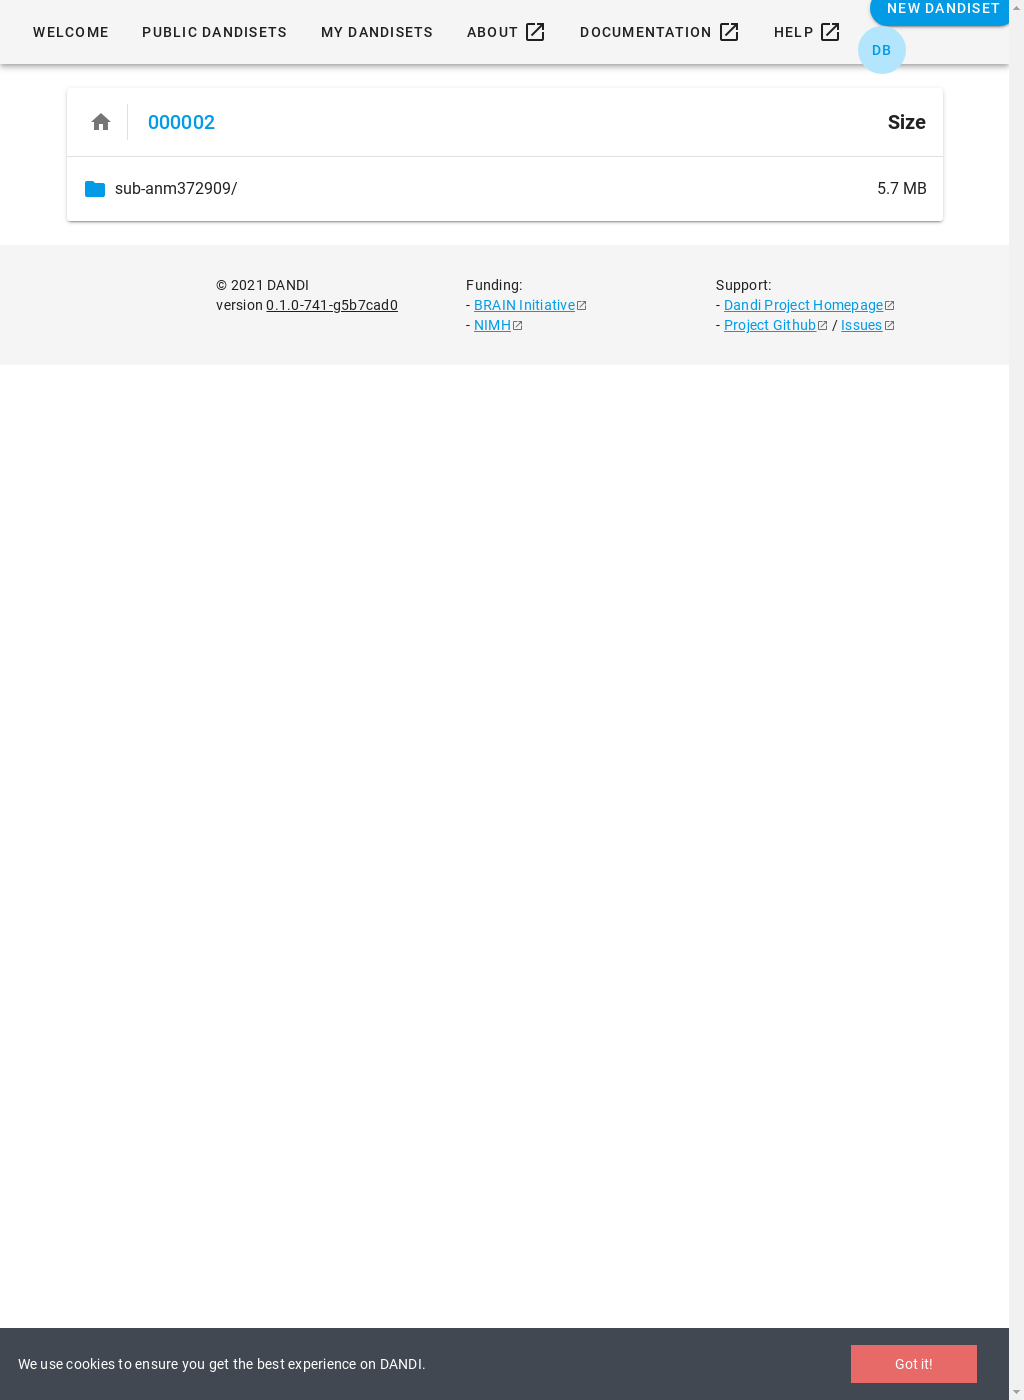 WELCOME PUBLIC DANDISETS MY DANDISETS ABOUT DOCUMENTATION HELP NEW DANDISET
DB
000002 Size
sub-anm372909/ 5.7 MB
© 2021 DANDI
version 0.1.0-741-g5b7cad0
Funding:
- BRAIN Initiative
- NIMH
Support:
- Dandi Project Homepage
- Project Github / Issues
We use cookies to ensure you get the best experience on DANDI. Got it!